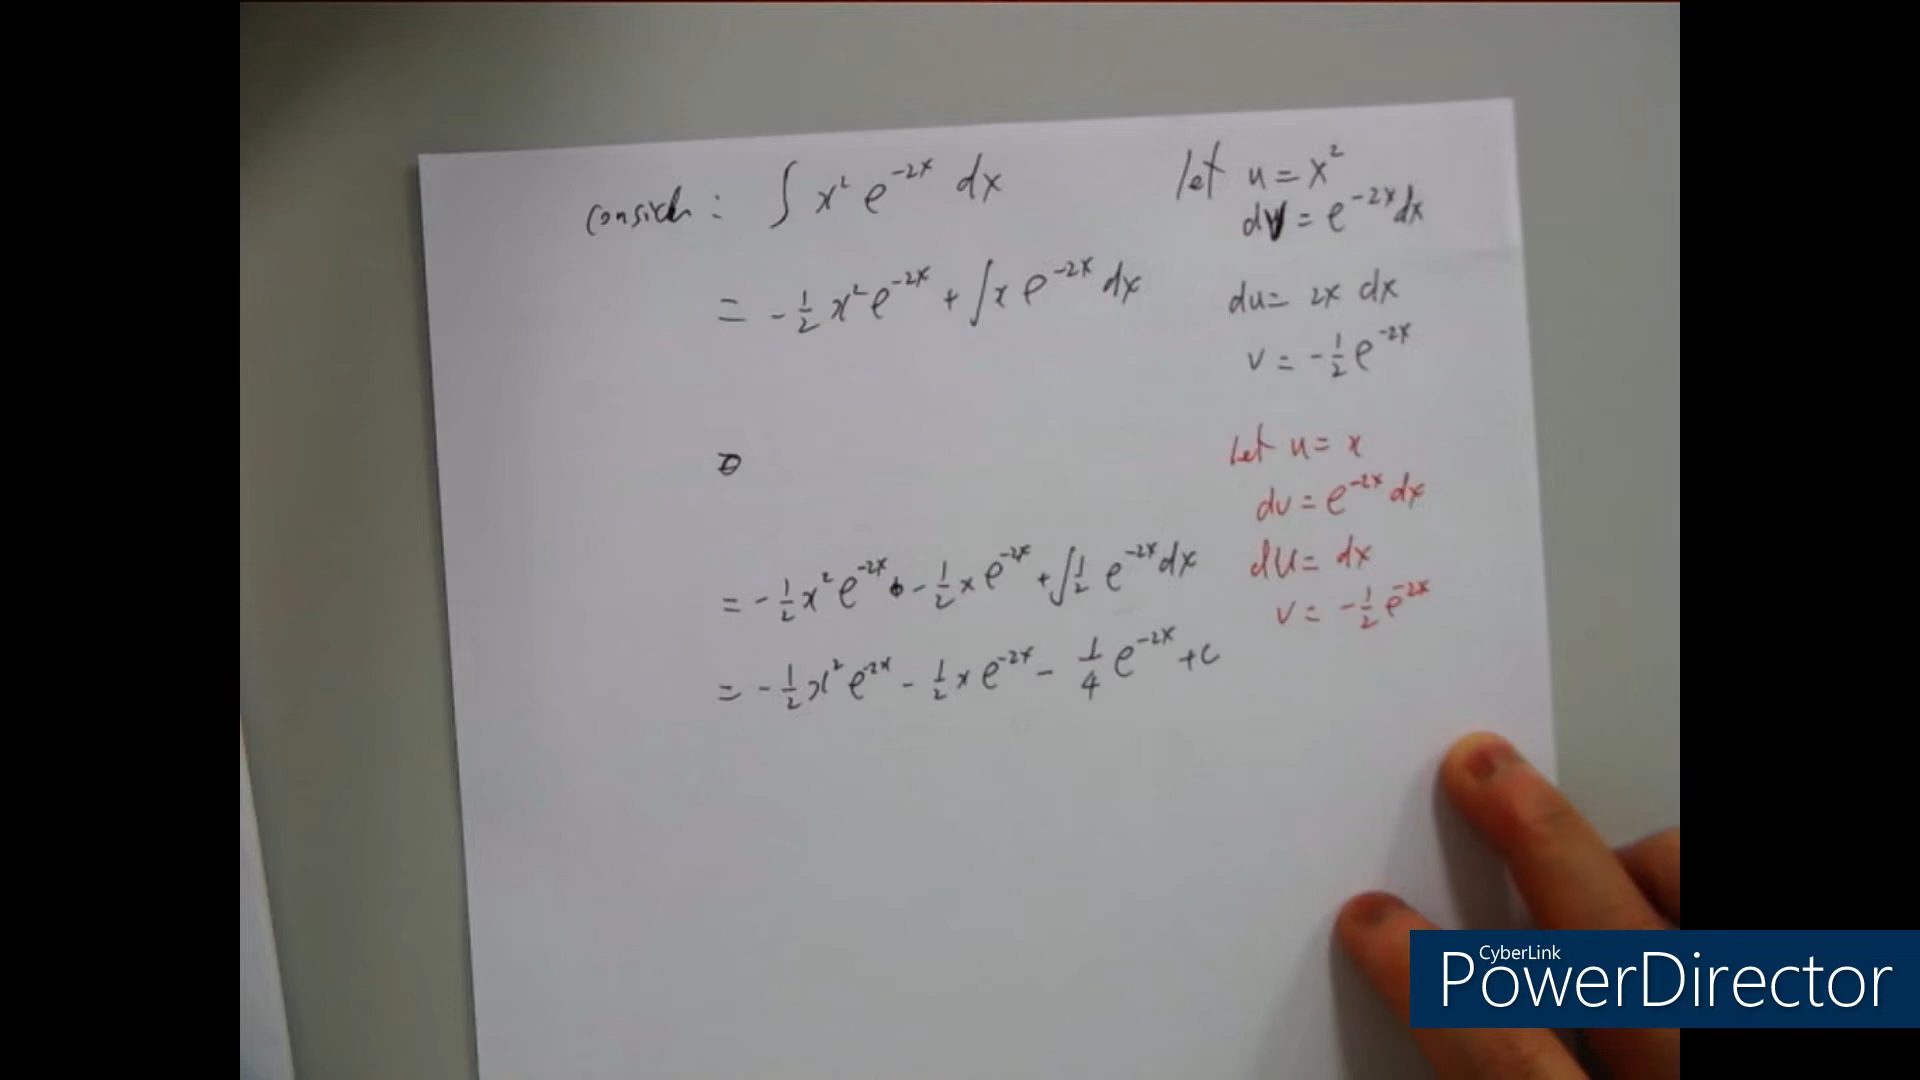 consider: ∫ x² e^{-2x} dx
= -½ x² e^{-2x} + ∫ x e^{-2x} dx
= -½ x² e^{-2x} - ½ x e^{-2x} + ∫ ½ e^{-2x} dx
= -½ x² e^{-2x} - ½ x e^{-2x} - ¼ e^{-2x} + c
let u = x²
dv = e^{-2x} dx
du = 2x dx
v = -½ e^{-2x}
let u = x
dv = e^{-2x} dx
du = dx
v = -½ e^{-2x}
CyberLink
PowerDirector